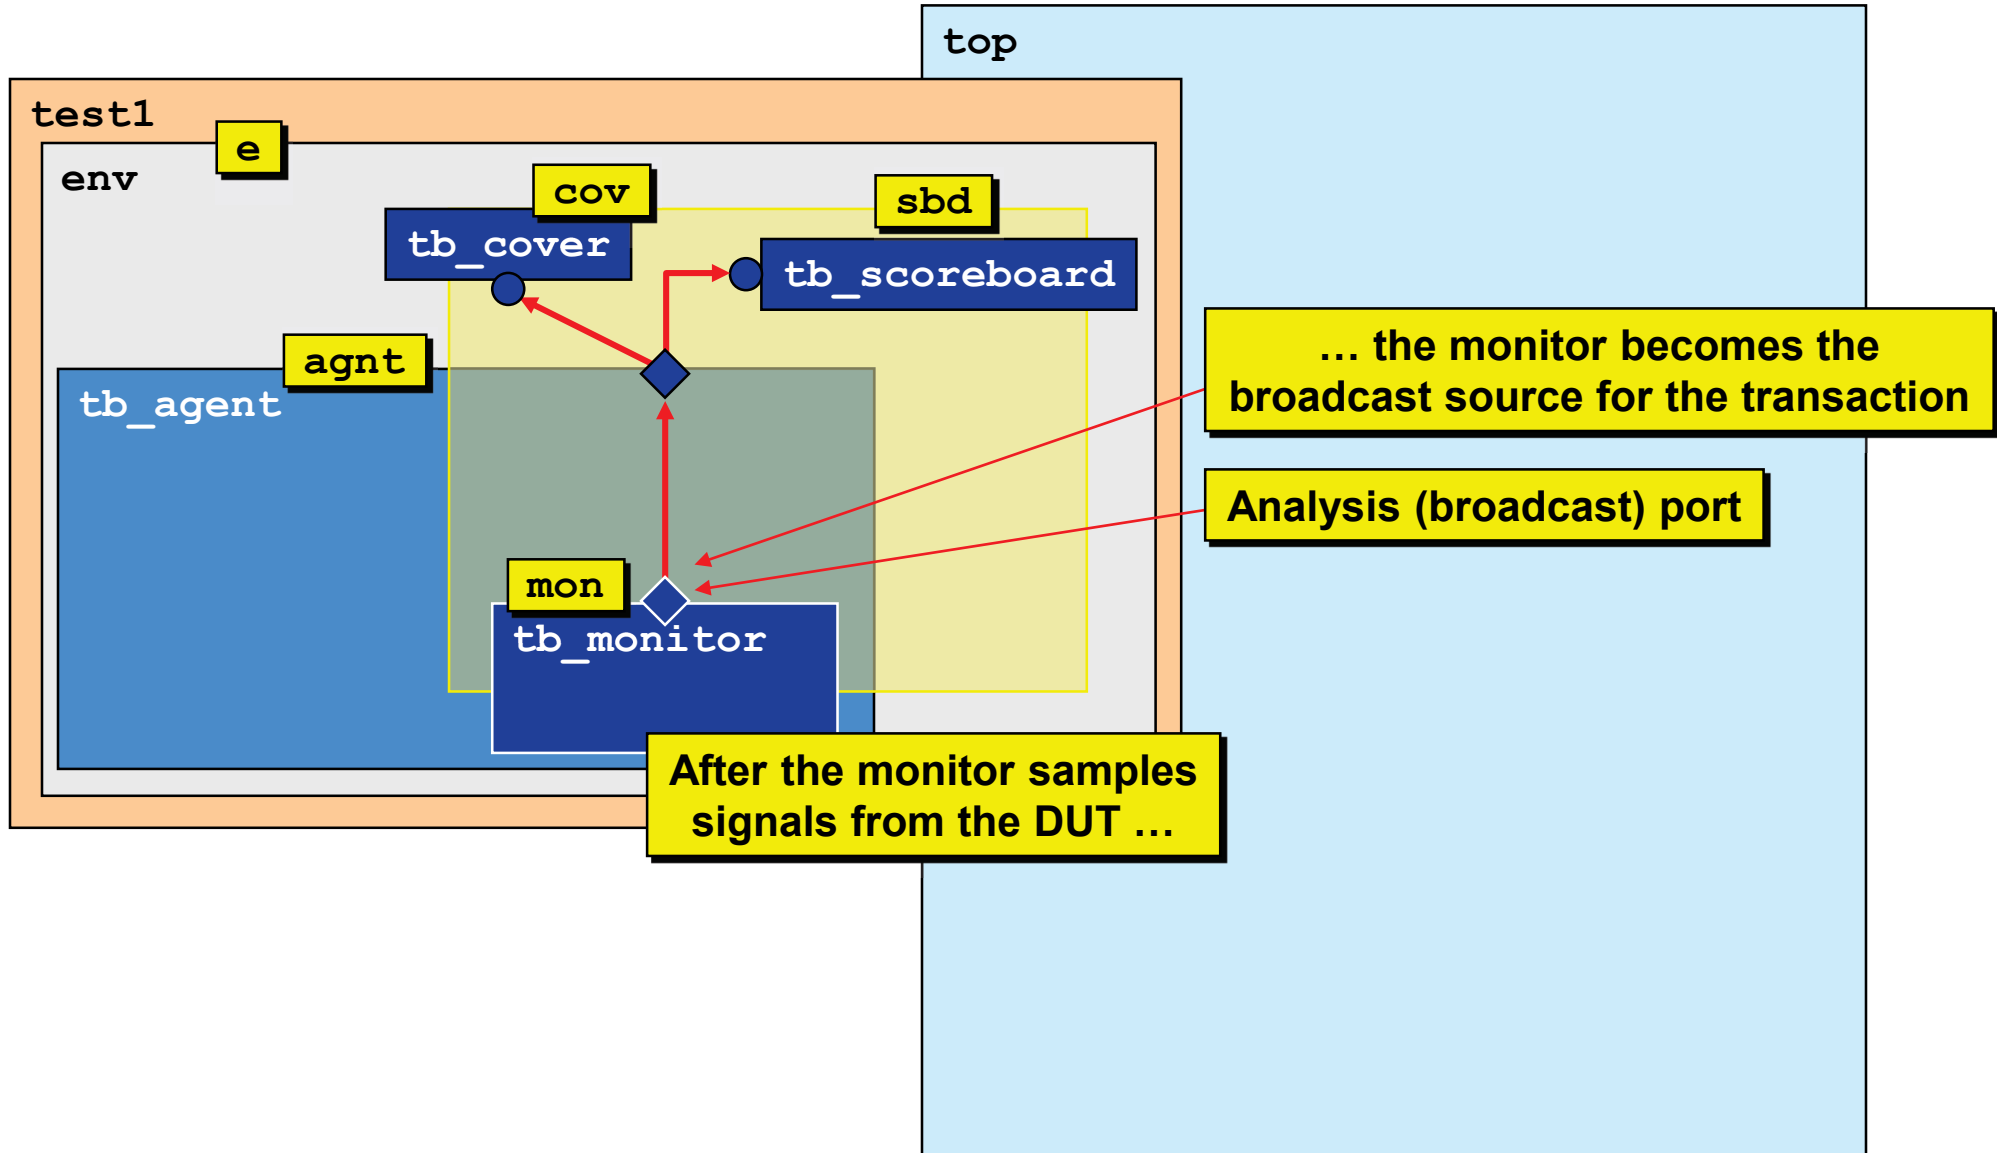 top
test1
e
env
cov
sbd
tb_cover
tb_scoreboard
agnt
tb_agent
… the monitor becomes the
broadcast source for the transaction
Analysis (broadcast) port
mon
tb_monitor
After the monitor samples
signals from the DUT …